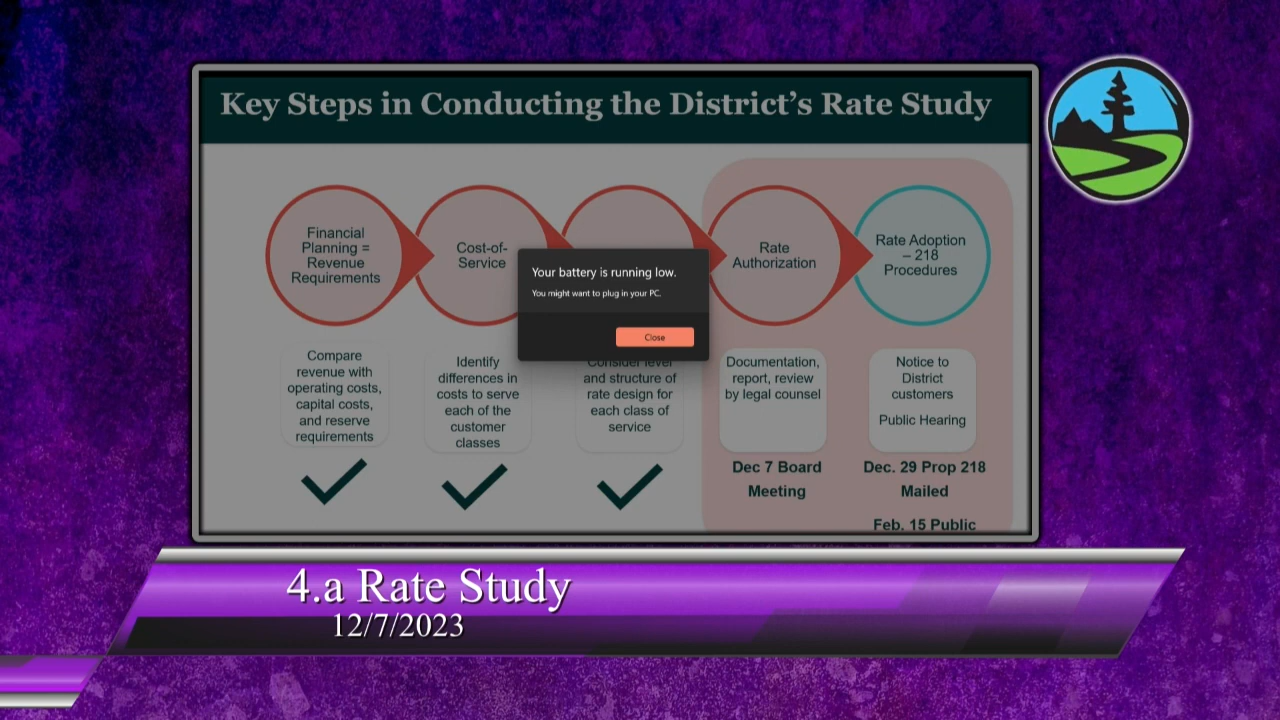 Key Steps in Conducting the District's Rate Study
Financial
Planning =
Revenue
Requirements
Cost-of-
Service
Rate
Authorization
Rate Adoption
– 218
Procedures
Your battery is running low.
You might want to plug in your PC.
Close
Compare
revenue with
operating costs,
capital costs,
and reserve
requirements
Identify
differences in
costs to serve
each of the
customer
classes
Consider level
and structure of
rate design for
each class of
service
Documentation,
report, review
by legal counsel
Notice to
District
customers
Public Hearing
Dec 7 Board
Meeting
Dec. 29 Prop 218
Mailed
Feb. 15 Public
4.a Rate Study
12/7/2023